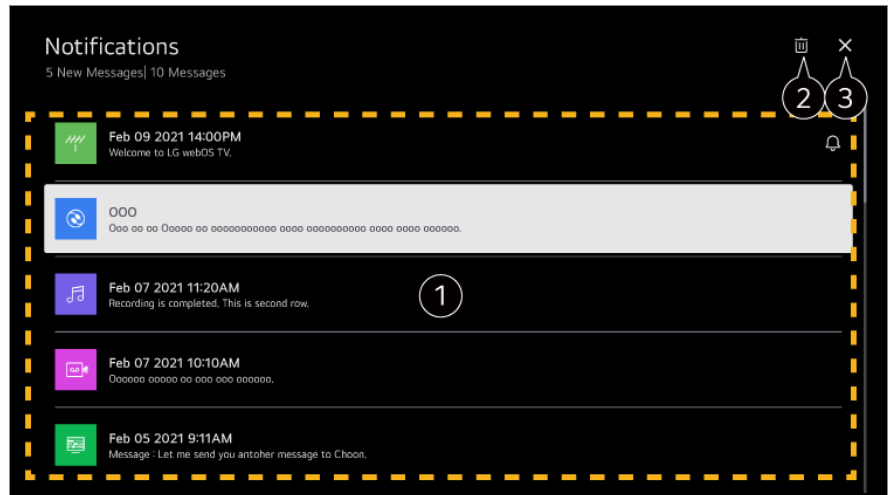 Notifications
5 New Messages| 10 Messages
2
3
Feb 09 2021 14:00PM
Welcome to LG webOS TV.
OOO
Ooo oo oo Ooooo oo ooooooooooo oooo oooooooooo oooo oooo oooooo.
Feb 07 2021 11:20AM
Recording is completed. This is second row.
1
Feb 07 2021 10:10AM
Oooooo ooooo oo ooo ooo oooooo.
Feb 05 2021 9:11AM
Message : Let me send you antoher message to Choon.